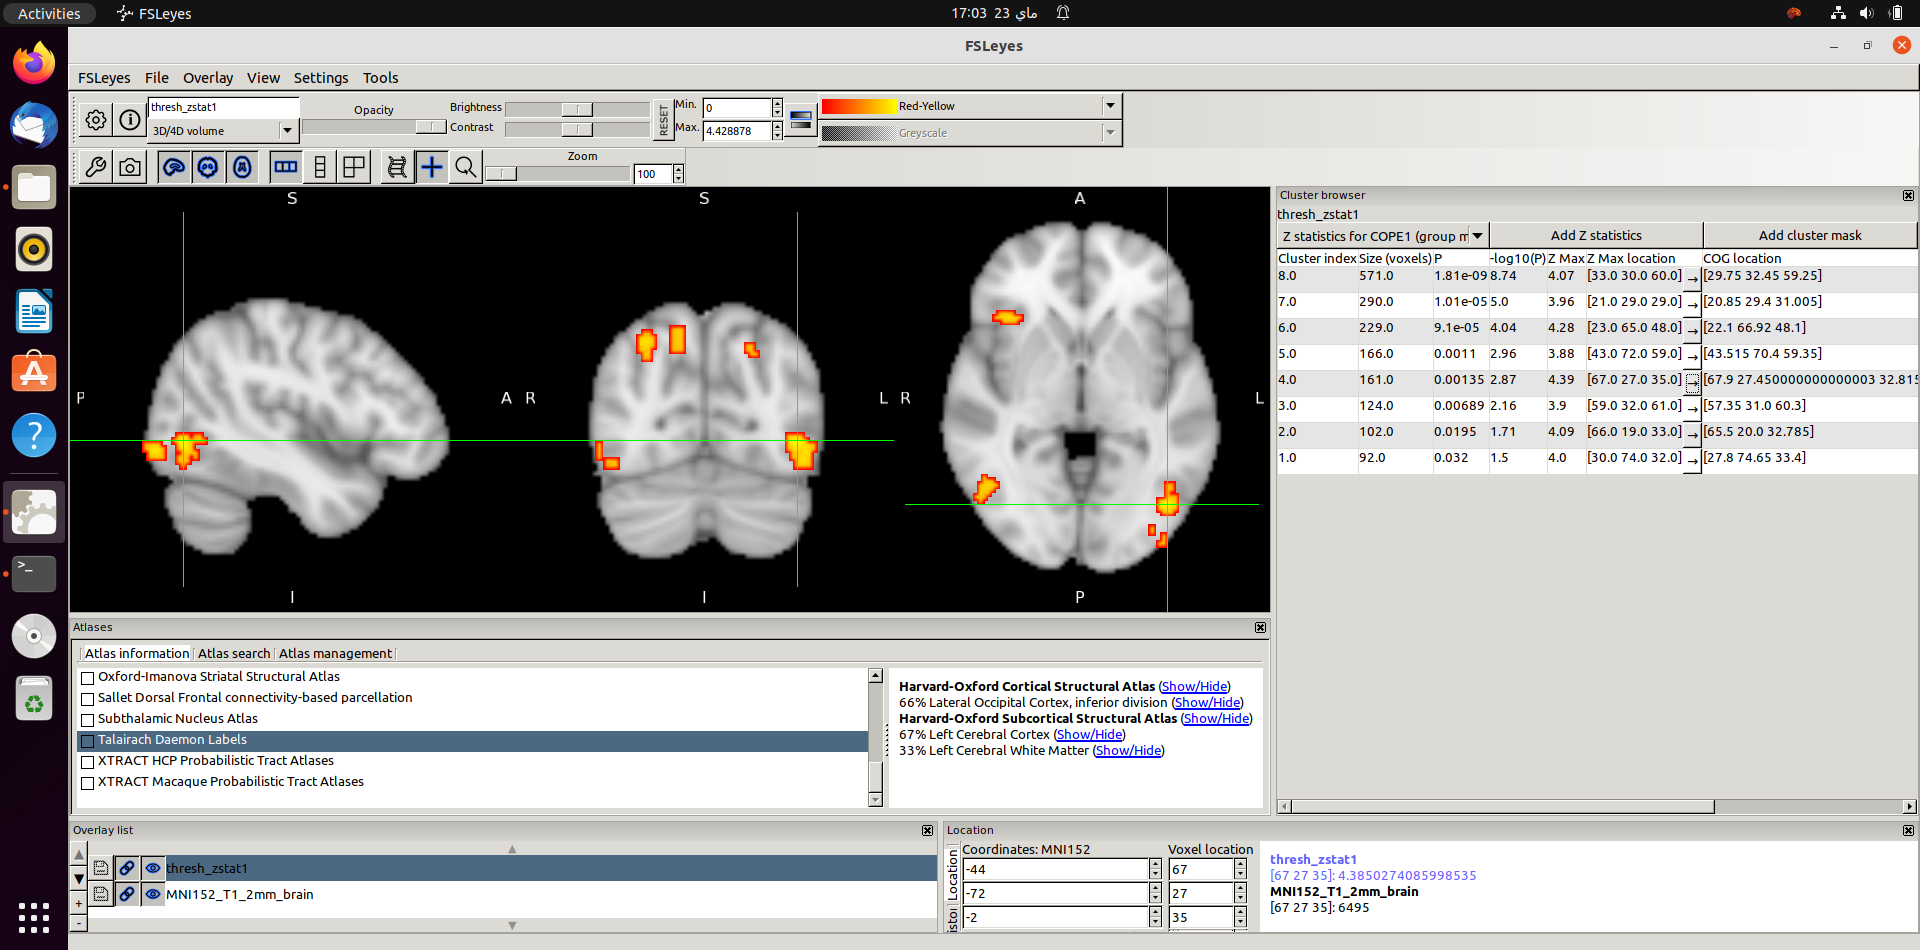 Activities FSLeyes 17:03 23 ماي
FSLeyes
FSLeyes File Overlay View Settings Tools
thresh_zstat1 Opacity Brightness RESET Min. 0 Red-Yellow
3D/4D volume Contrast Max. 4.428878 Greyscale
Zoom
100
S S A
P A R L R L
I I P
Cluster browser
thresh_zstat1
Z statistics for COPE1 (group m Add Z statistics Add cluster mask
Cluster index Size (voxels) P -log10(P) Z Max Z Max location COG location
8.0 571.0 1.81e-09 8.74 4.07 [33.0 30.0 60.0] → [29.75 32.45 59.25]
7.0 290.0 1.01e-05 5.0 3.96 [21.0 29.0 29.0] → [20.85 29.4 31.005]
6.0 229.0 9.1e-05 4.04 4.28 [23.0 65.0 48.0] → [22.1 66.92 48.1]
5.0 166.0 0.0011 2.96 3.88 [43.0 72.0 59.0] → [43.515 70.4 59.35]
4.0 161.0 0.00135 2.87 4.39 [67.0 27.0 35.0] → [67.9 27.450000000000003 32.815
3.0 124.0 0.00689 2.16 3.9 [59.0 32.0 61.0] → [57.35 31.0 60.3]
2.0 102.0 0.0195 1.71 4.09 [66.0 19.0 33.0] → [65.5 20.0 32.785]
1.0 92.0 0.032 1.5 4.0 [30.0 74.0 32.0] → [27.8 74.65 33.4]
Atlases
Atlas information Atlas search Atlas management
Oxford-Imanova Striatal Structural Atlas
Sallet Dorsal Frontal connectivity-based parcellation
Subthalamic Nucleus Atlas
Talairach Daemon Labels
XTRACT HCP Probabilistic Tract Atlases
XTRACT Macaque Probabilistic Tract Atlases
Harvard-Oxford Cortical Structural Atlas (Show/Hide)
66% Lateral Occipital Cortex, inferior division (Show/Hide)
Harvard-Oxford Subcortical Structural Atlas (Show/Hide)
67% Left Cerebral Cortex (Show/Hide)
33% Left Cerebral White Matter (Show/Hide)
Overlay list
thresh_zstat1
MNI152_T1_2mm_brain
+
-
Location
Location
Coordinates: MNI152 Voxel location
-44 67
-72 27
-2 35
thresh_zstat1
[67 27 35]: 4.3850274085998535
MNI152_T1_2mm_brain
[67 27 35]: 6495